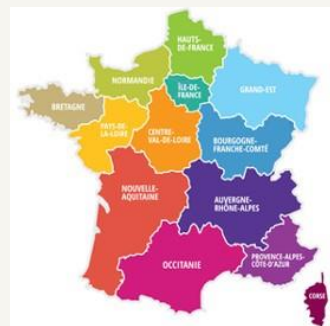 HAUTS-
DE-FRANCE
NORMANDIE
ÎLE-DE-
FRANCE
GRAND-EST
BRETAGNE
PAYS-DE-
LA-LOIRE
CENTRE-
VAL-DE-LOIRE
BOURGOGNE-
FRANCHE-COMTÉ
NOUVELLE-
AQUITAINE
AUVERGNE-
RHÔNE-ALPES
OCCITANIE
PROVENCE-ALPES-
CÔTE-D'AZUR
CORSE